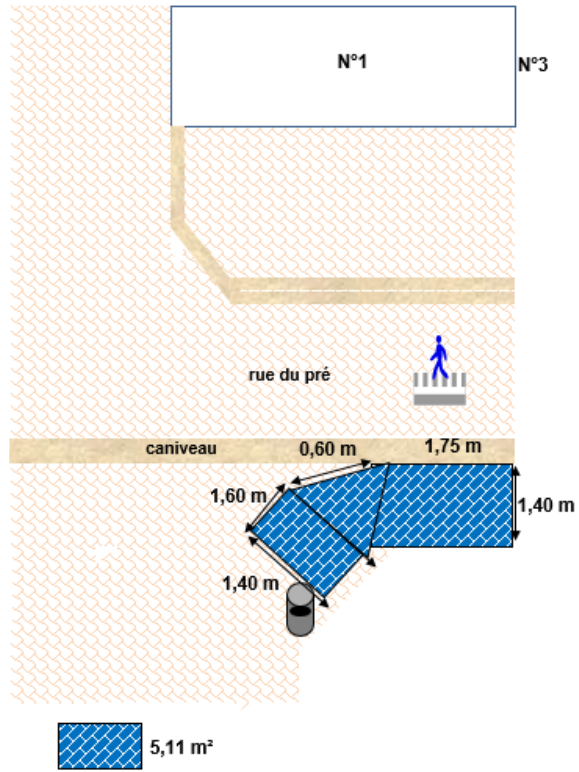 N°1
N°3
rue du pré
caniveau
0,60 m
1,75 m
1,60 m
1,40 m
1,40 m
5,11 m²